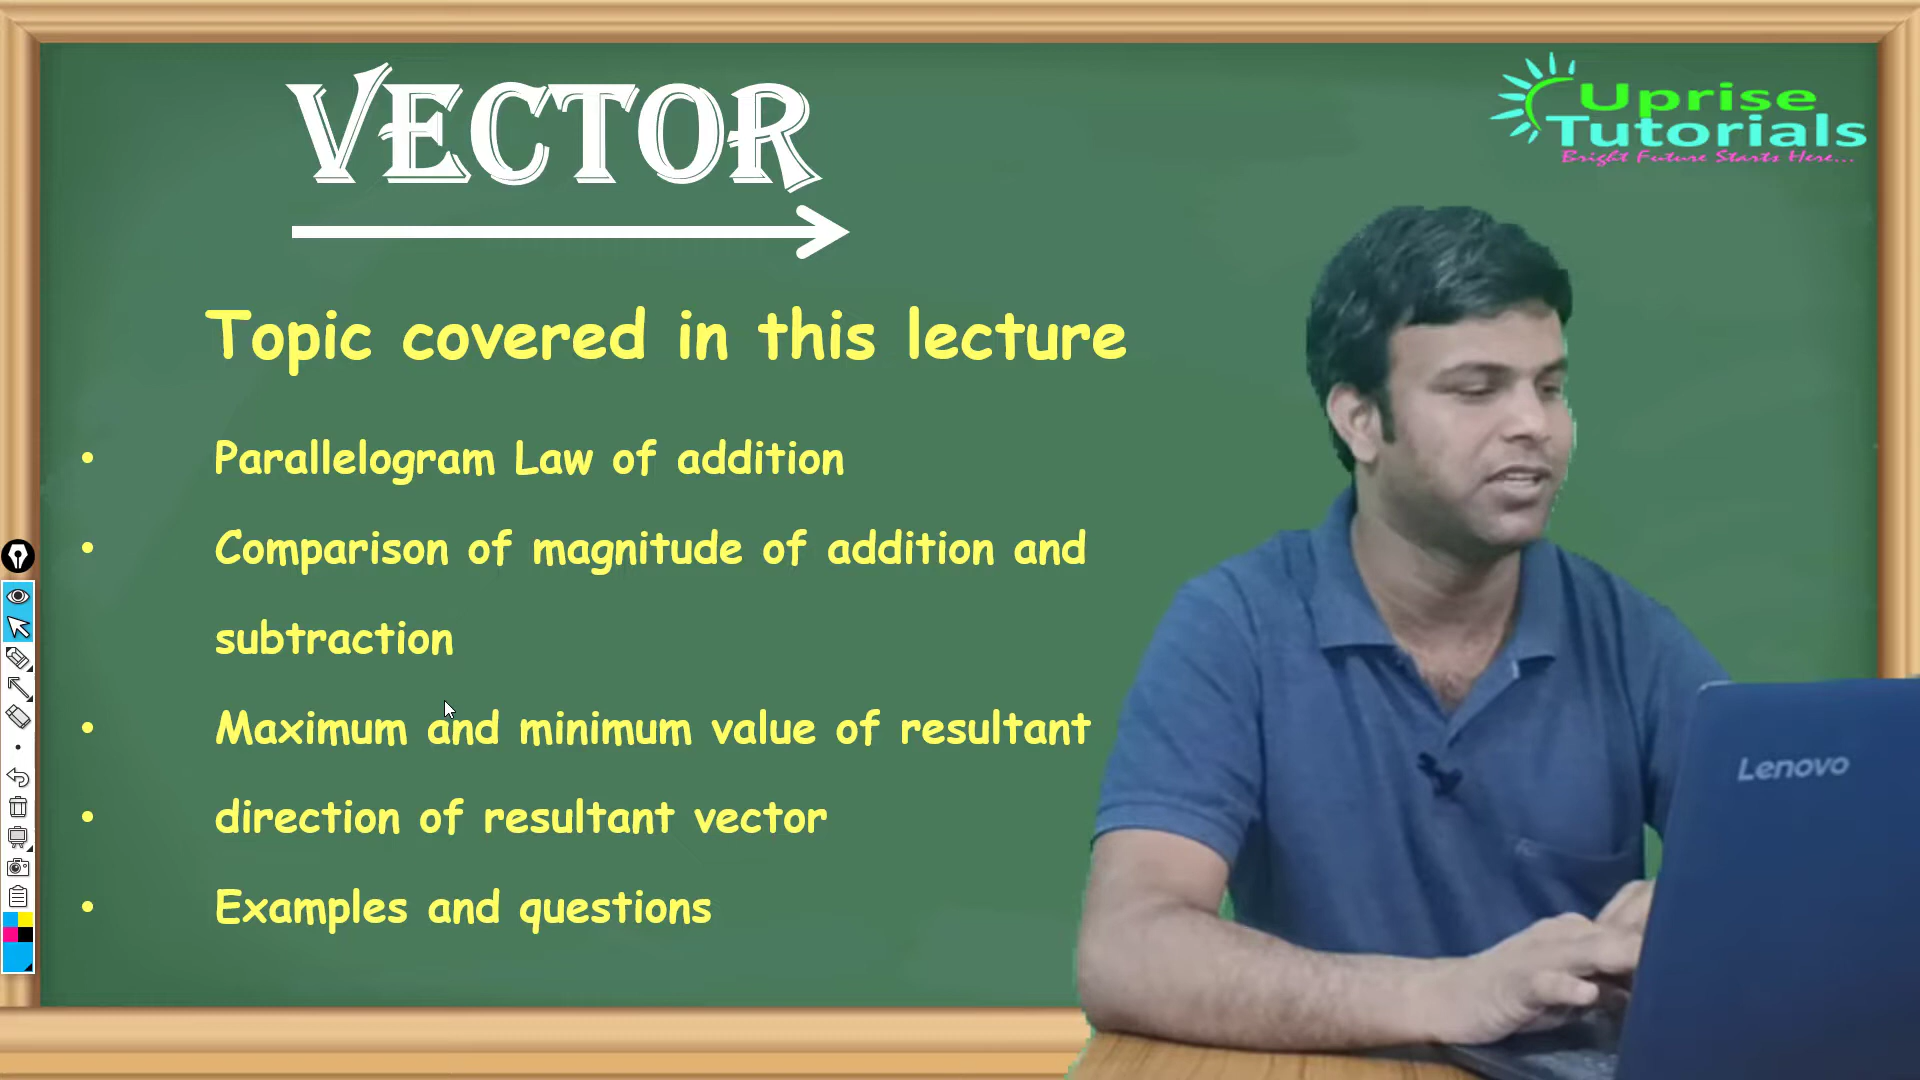 VECTOR
Uprise
Tutorials
Bright Future Starts Here...
Topic covered in this lecture
• Parallelogram Law of addition
• Comparison of magnitude of addition and
subtraction
• Maximum and minimum value of resultant
• direction of resultant vector
• Examples and questions
Lenovo